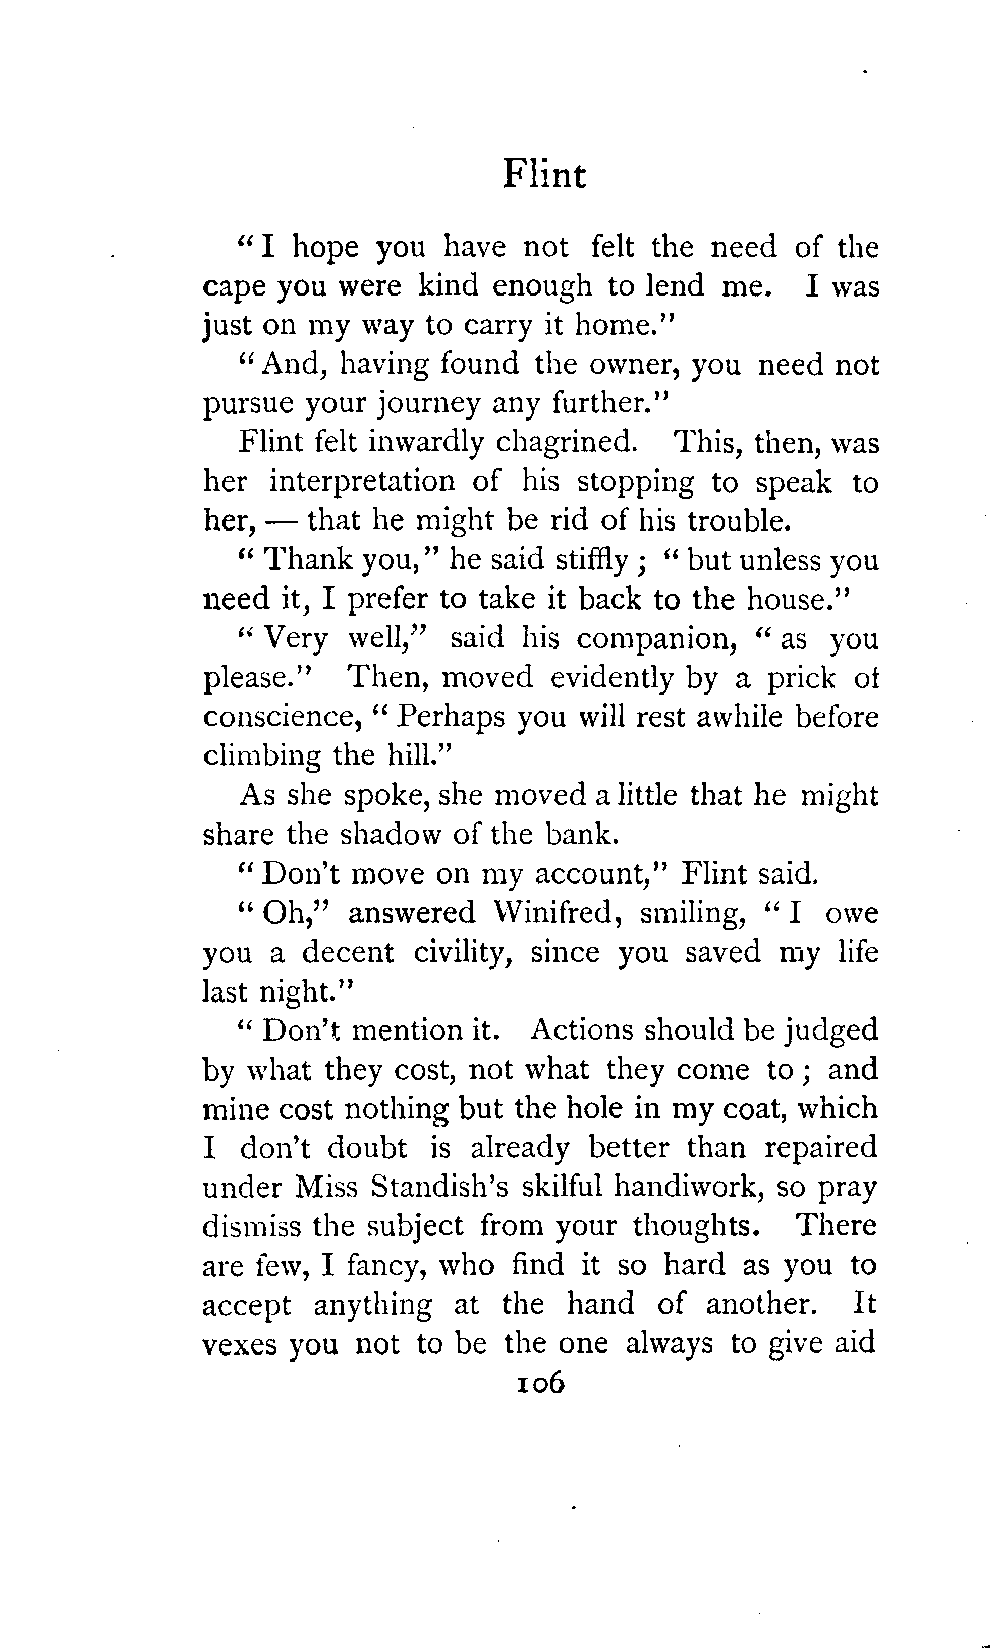 Flint
“ I hope you have not felt the need of the
cape you were kind enough to lend me. I was
just on my way to carry it home.”
“ And, having found the owner, you need not
pursue your journey any further.”
Flint felt inwardly chagrined. This, then, was
her interpretation of his stopping to speak to
her, — that he might be rid of his trouble.
“ Thank you,” he said stiffly ; “ but unless you
need it, I prefer to take it back to the house.”
“ Very well,” said his companion, “ as you
please.” Then, moved evidently by a prick of
conscience, “ Perhaps you will rest awhile before
climbing the hill.”
As she spoke, she moved a little that he might
share the shadow of the bank.
“ Don't move on my account,” Flint said.
“ Oh,” answered Winifred, smiling, “ I owe
you a decent civility, since you saved my life
last night.”
“ Don't mention it. Actions should be judged
by what they cost, not what they come to ; and
mine cost nothing but the hole in my coat, which
I don't doubt is already better than repaired
under Miss Standish's skilful handiwork, so pray
dismiss the subject from your thoughts. There
are few, I fancy, who find it so hard as you to
accept anything at the hand of another. It
vexes you not to be the one always to give aid
106